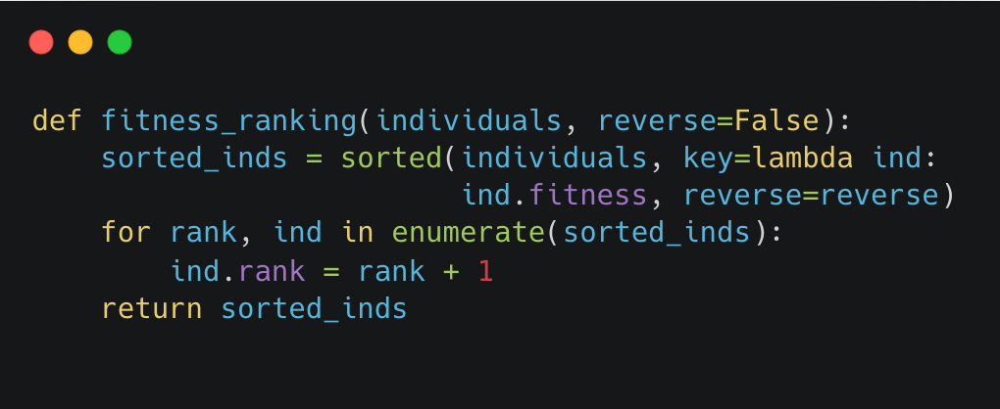 def fitness_ranking(individuals, reverse=False):
    sorted_inds = sorted(individuals, key=lambda ind:
                         ind.fitness, reverse=reverse)
    for rank, ind in enumerate(sorted_inds):
        ind.rank = rank + 1
    return sorted_inds